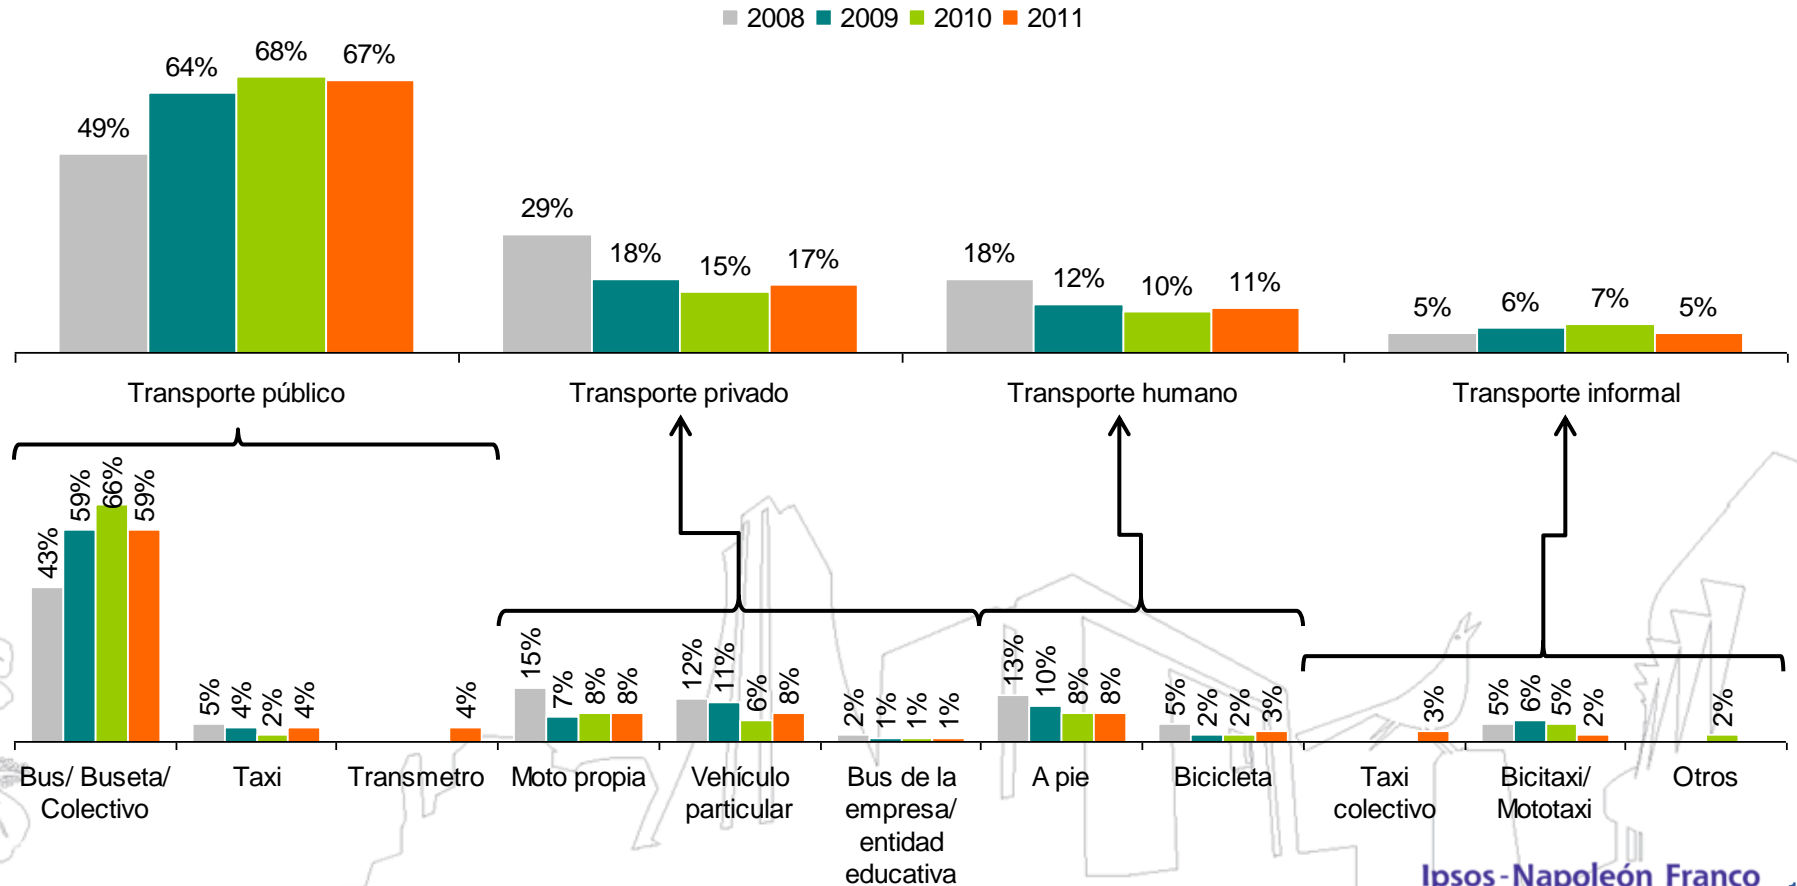 2008 2009 2010 2011
49% 64% 68% 67%
29% 18% 15% 17%
18% 12% 10% 11%
5% 6% 7% 5%
Transporte público
Transporte privado
Transporte humano
Transporte informal
43% 59% 66% 59%
5% 4% 2% 4%
4%
15% 7% 8% 8%
12% 11% 6% 8%
2% 1% 1% 1%
13% 10% 8% 8%
5% 2% 2% 3%
3%
5% 6% 5% 2%
2%
Bus/ Buseta/
Colectivo
Taxi
Transmetro
Moto propia
Vehículo
particular
Bus de la
empresa/
entidad
educativa
A pie
Bicicleta
Taxi
colectivo
Bicitaxi/
Mototaxi
Otros
Ipsos-Napoleón Franco